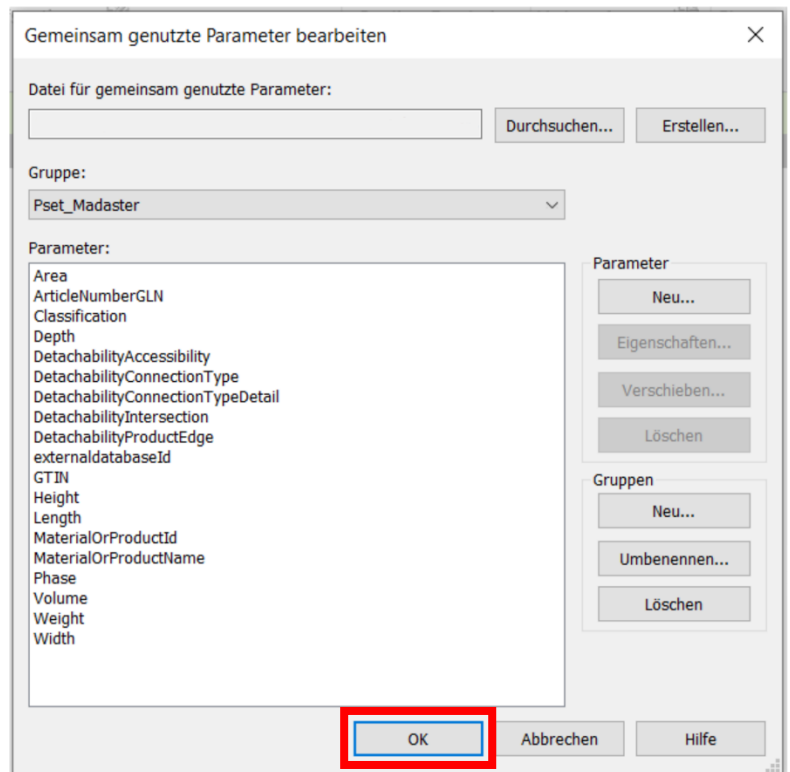 Gemeinsam genutzte Parameter bearbeiten
Datei für gemeinsam genutzte Parameter:
Durchsuchen... Erstellen...
Gruppe:
Pset_Madaster
Parameter:
Area
ArticleNumberGLN
Classification
Depth
DetachabilityAccessibility
DetachabilityConnectionType
DetachabilityConnectionTypeDetail
DetachabilityIntersection
DetachabilityProductEdge
externaldatabaseId
GTIN
Height
Length
MaterialOrProductId
MaterialOrProductName
Phase
Volume
Weight
Width
Parameter
Neu...
Eigenschaften...
Verschieben...
Löschen
Gruppen
Neu...
Umbenennen...
Löschen
OK Abbrechen Hilfe